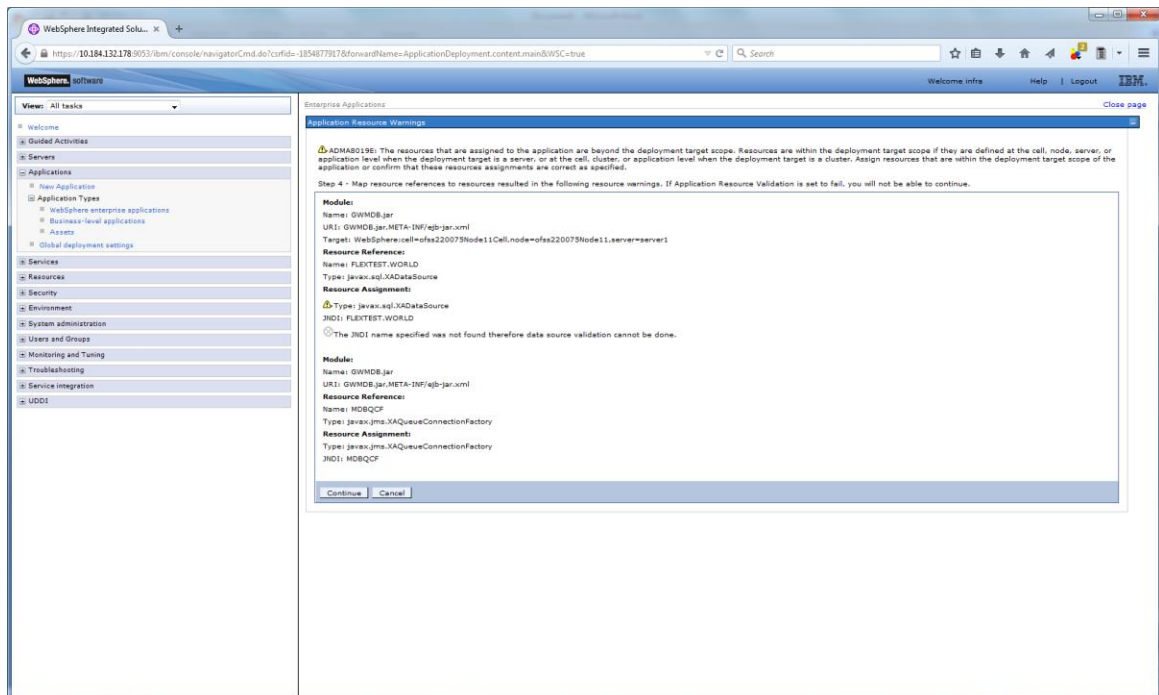 WebSphere Integrated Solu... ×
https://10.184.132.178:9053/ibm/console/navigatorCmd.do?csrfid=-1854877917&forwardName=ApplicationDeployment.content.main&WSC=true
Search
WebSphere. software
Welcome infra Help | Logout IBM.
View: All tasks
Welcome
Guided Activities
Servers
Applications
New Application
Application Types
WebSphere enterprise applications
Business-level applications
Assets
Global deployment settings
Services
Resources
Security
Environment
System administration
Users and Groups
Monitoring and Tuning
Troubleshooting
Service integration
UDDI
Enterprise Applications Close page
Application Resource Warnings
ADMA8019E: The resources that are assigned to the application are beyond the deployment target scope. Resources are within the deployment target scope if they are defined at the cell, node, server, or
application level when the deployment target is a server, or at the cell, cluster, or application level when the deployment target is a cluster. Assign resources that are within the deployment target scope of the
application or confirm that these resources assignments are correct as specified.
Step 4 - Map resource references to resources resulted in the following resource warnings. If Application Resource Validation is set to fail, you will not be able to continue.
Module:
Name: GWMDB.jar
URI: GWMDB.jar,META-INF/ejb-jar.xml
Target: WebSphere:cell=ofss220075Node11Cell,node=ofss220075Node11,server=server1
Resource Reference:
Name: FLEXTEST.WORLD
Type: javax.sql.XADataSource
Resource Assignment:
Type: javax.sql.XADataSource
JNDI: FLEXTEST.WORLD
The JNDI name specified was not found therefore data source validation cannot be done.
Module:
Name: GWMDB.jar
URI: GWMDB.jar,META-INF/ejb-jar.xml
Resource Reference:
Name: MDBQCF
Type: javax.jms.XAQueueConnectionFactory
Resource Assignment:
Type: javax.jms.XAQueueConnectionFactory
JNDI: MDBQCF
Continue Cancel